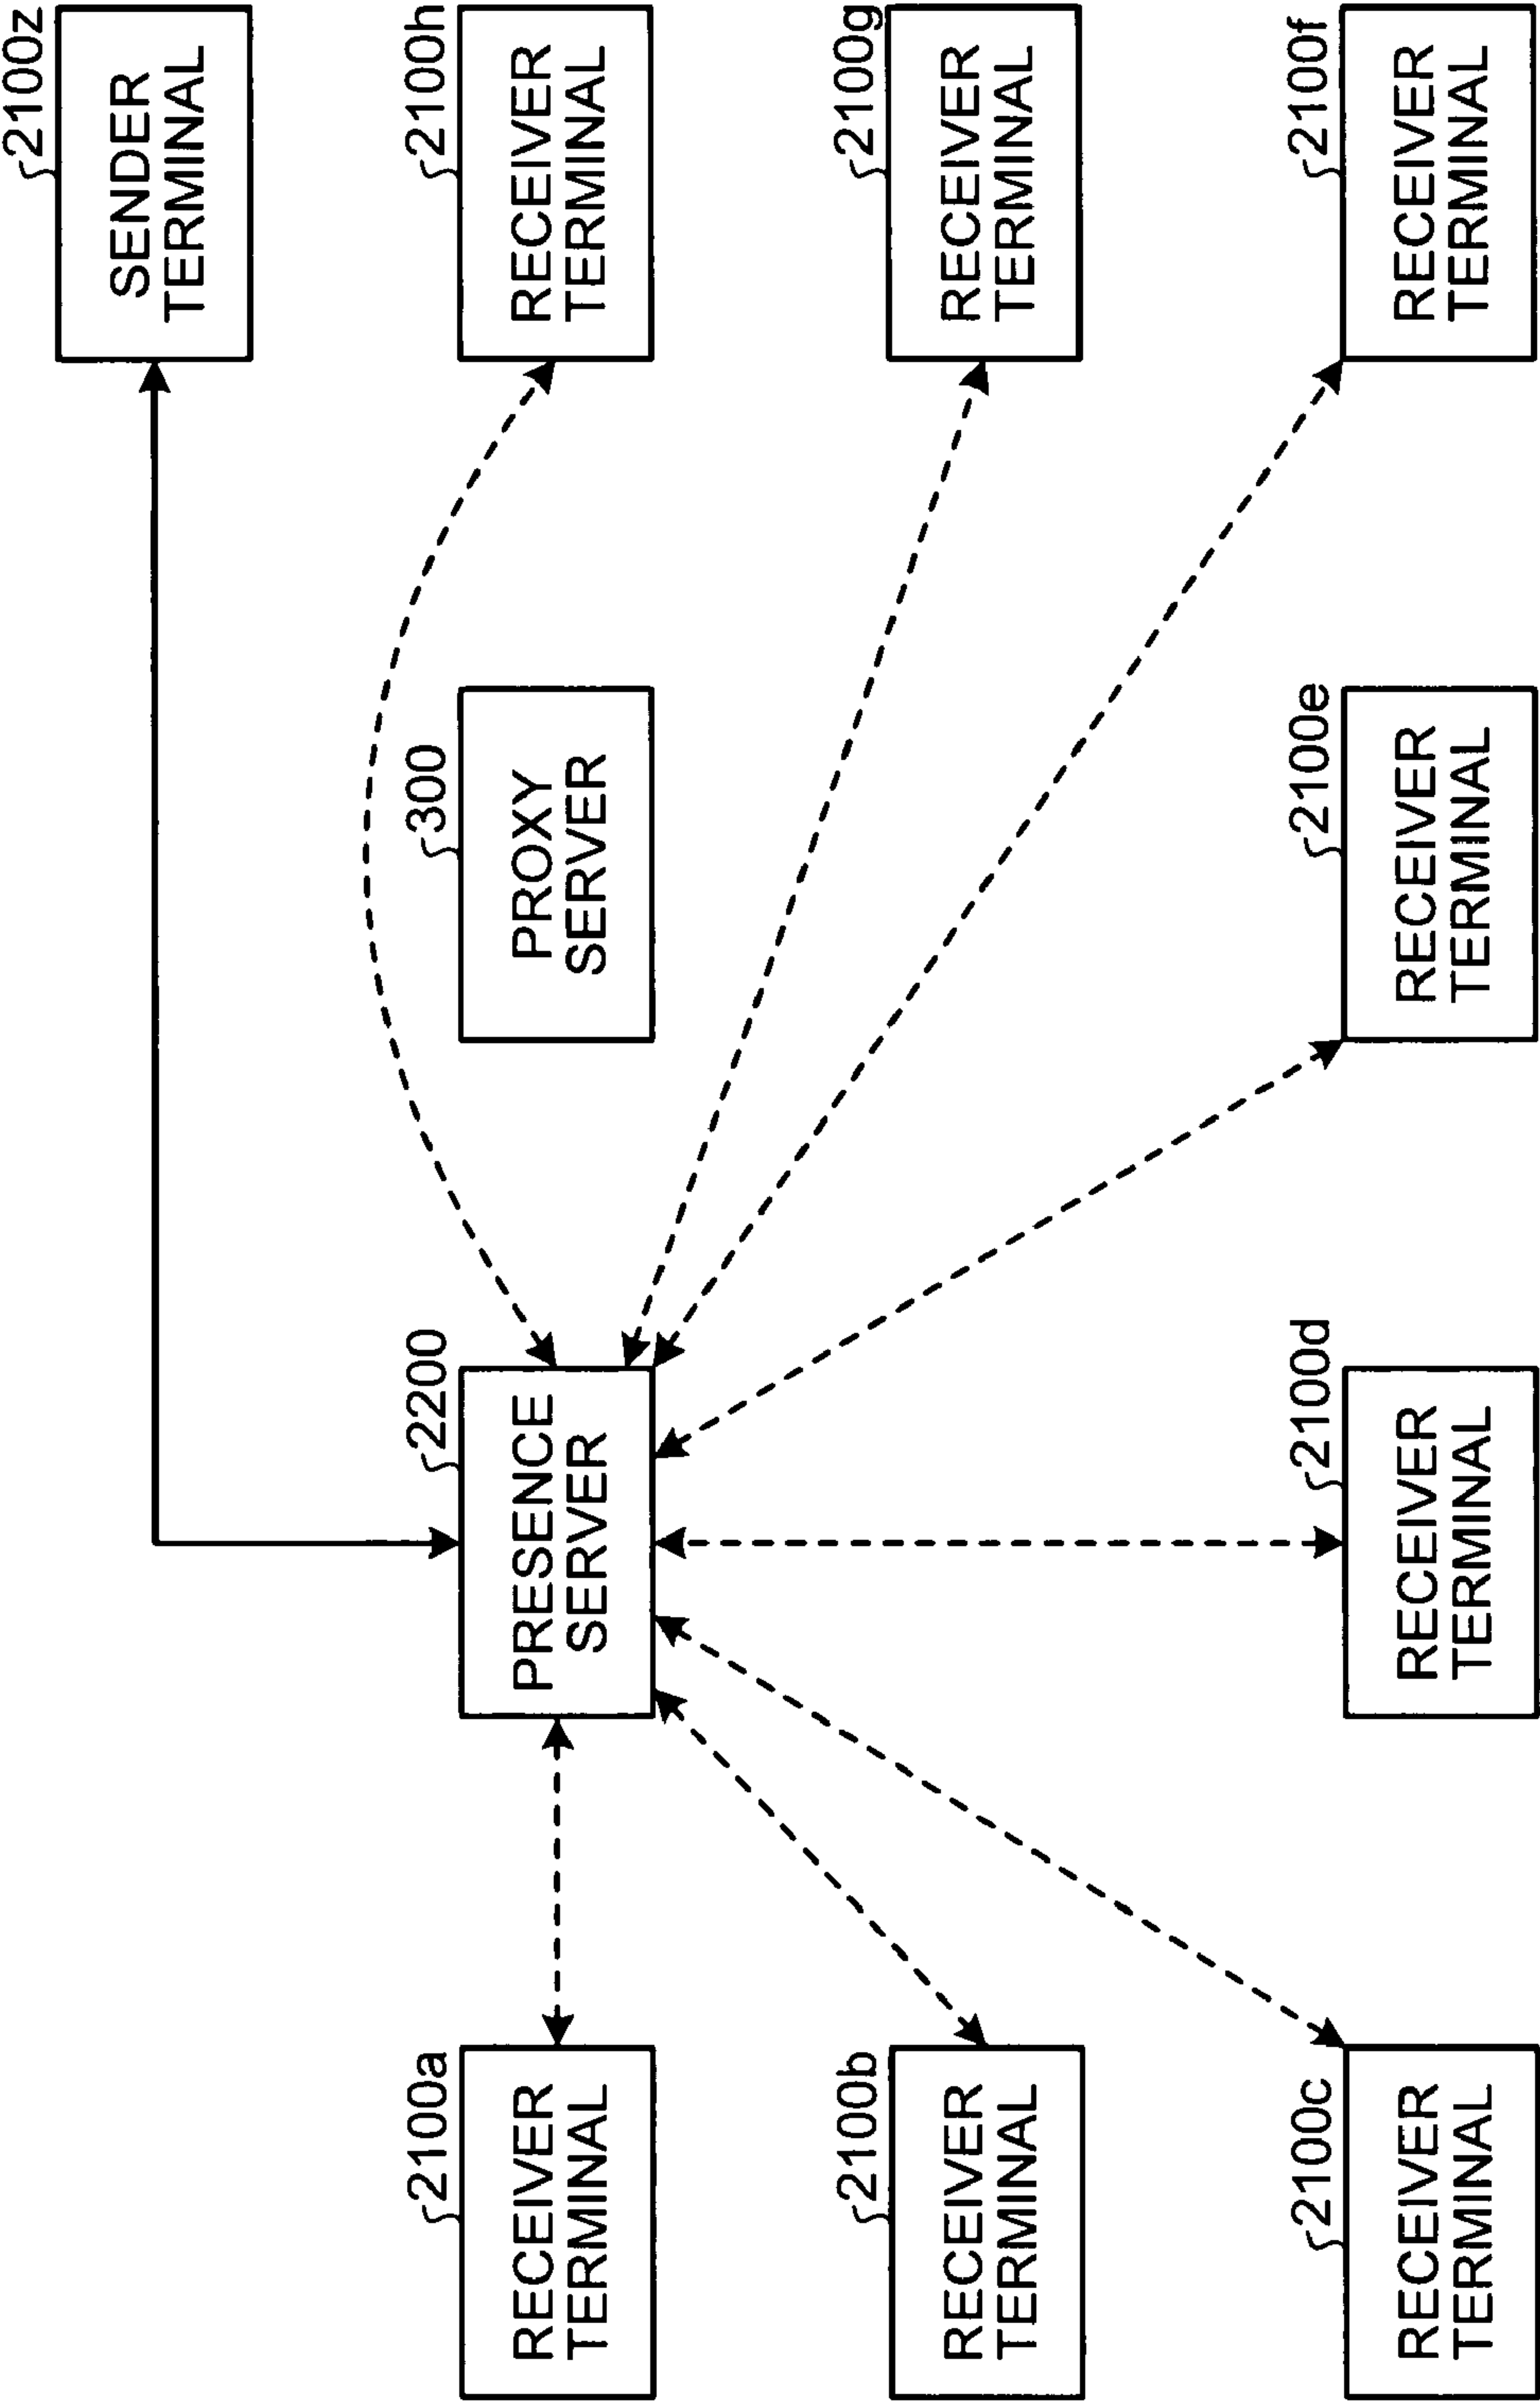 2100z
SENDER
TERMINAL
2100a
RECEIVER
TERMINAL
2200
PRESENCE
SERVER
300
PROXY
SERVER
2100h
RECEIVER
TERMINAL
2100b
RECEIVER
TERMINAL
2100g
RECEIVER
TERMINAL
2100c
RECEIVER
TERMINAL
2100d
RECEIVER
TERMINAL
2100e
RECEIVER
TERMINAL
2100f
RECEIVER
TERMINAL